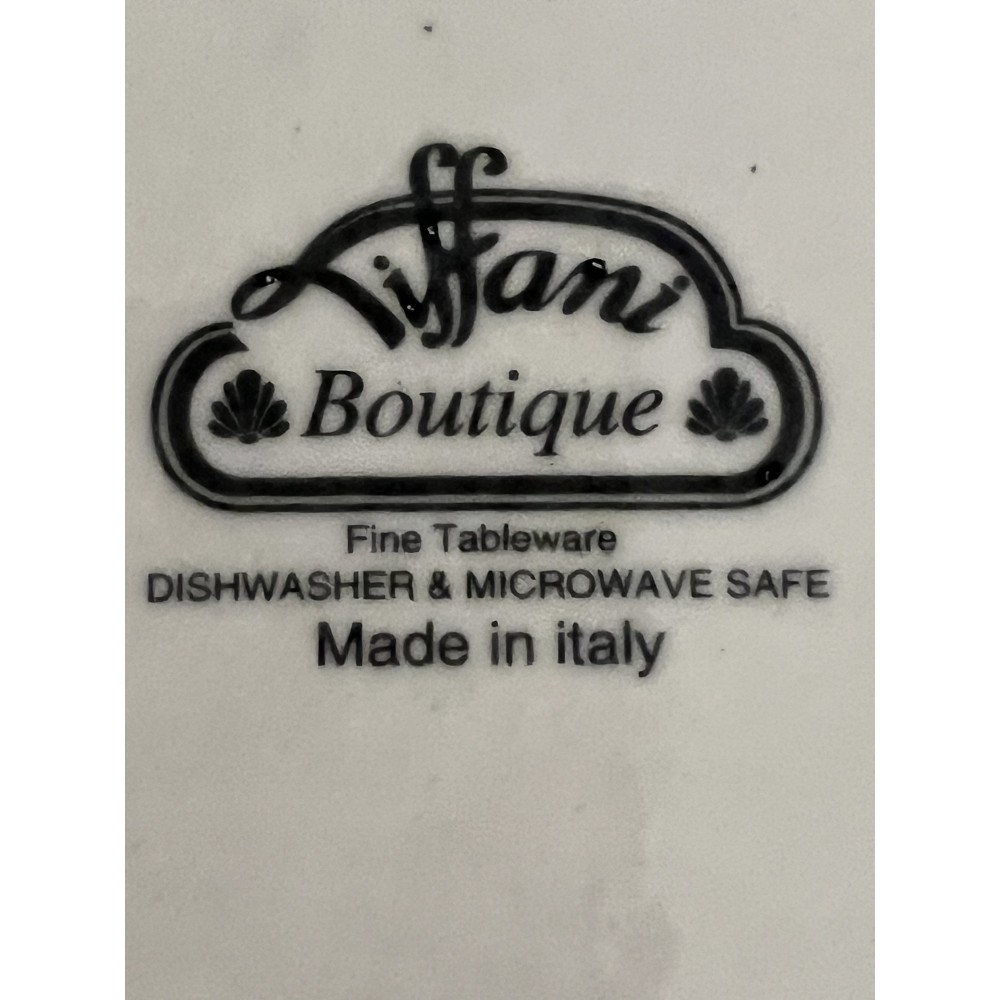 Tiffani
Boutique
Fine Tableware
DISHWASHER & MICROWAVE SAFE
Made in italy